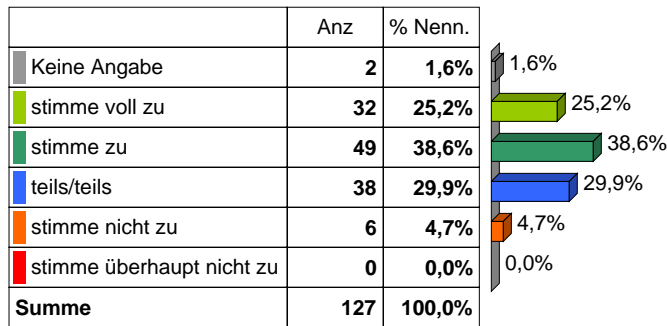 Anz % Nenn.
Keine Angabe 2 1,6% 1,6%
stimme voll zu 32 25,2% 25,2%
stimme zu 49 38,6% 38,6%
teils/teils 38 29,9% 29,9%
stimme nicht zu 6 4,7% 4,7%
stimme überhaupt nicht zu 0 0,0% 0,0%
Summe 127 100,0%